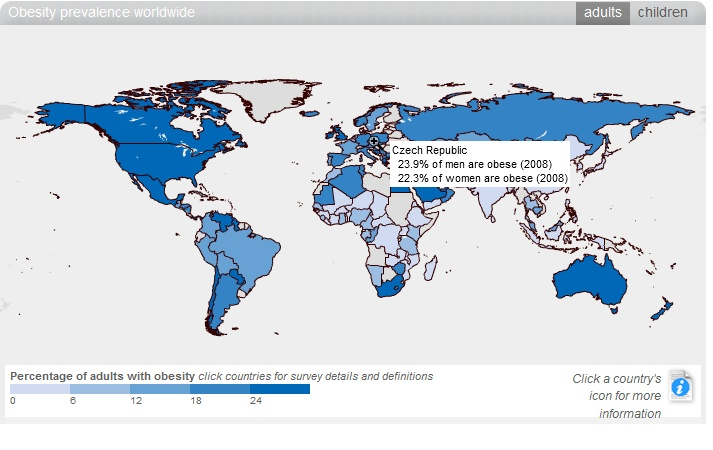 Obesity prevalence worldwide
adults children
Czech Republic
23.9% of men are obese (2008)
22.3% of women are obese (2008)
Percentage of adults with obesity click countries for survey details and definitions
0 6 12 18 24
Click a country's
icon for more
information